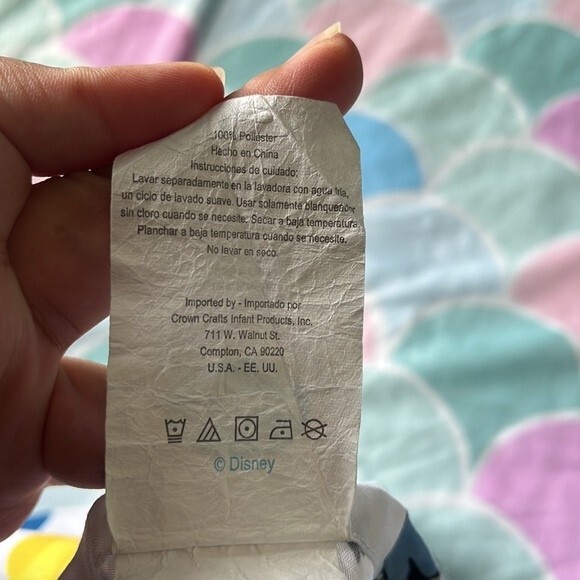 100% Poliéster
Hecho en China
Instrucciones de cuidado:
Lavar separadamente en la lavadora con agua fría,
un ciclo de lavado suave. Usar solamente blanqueador
sin cloro cuando se necesite. Secar a baja temperatura.
Planchar a baja temperatura cuando se necesite.
No lavar en seco.
Imported by - Importado por
Crown Crafts Infant Products, Inc.
711 W. Walnut St.
Compton, CA 90220
U.S.A. - EE. UU.
© Disney